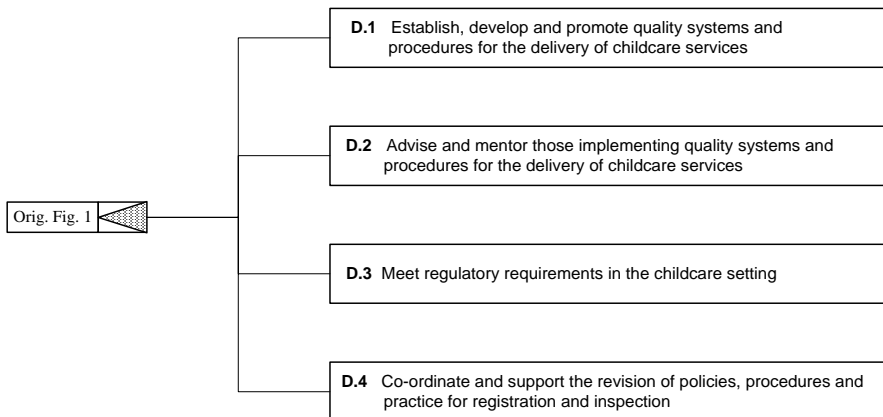 D.1 Establish, develop and promote quality systems and
procedures for the delivery of childcare services
D.2 Advise and mentor those implementing quality systems and
procedures for the delivery of childcare services
Orig. Fig. 1
D.3 Meet regulatory requirements in the childcare setting
D.4 Co-ordinate and support the revision of policies, procedures and
practice for registration and inspection